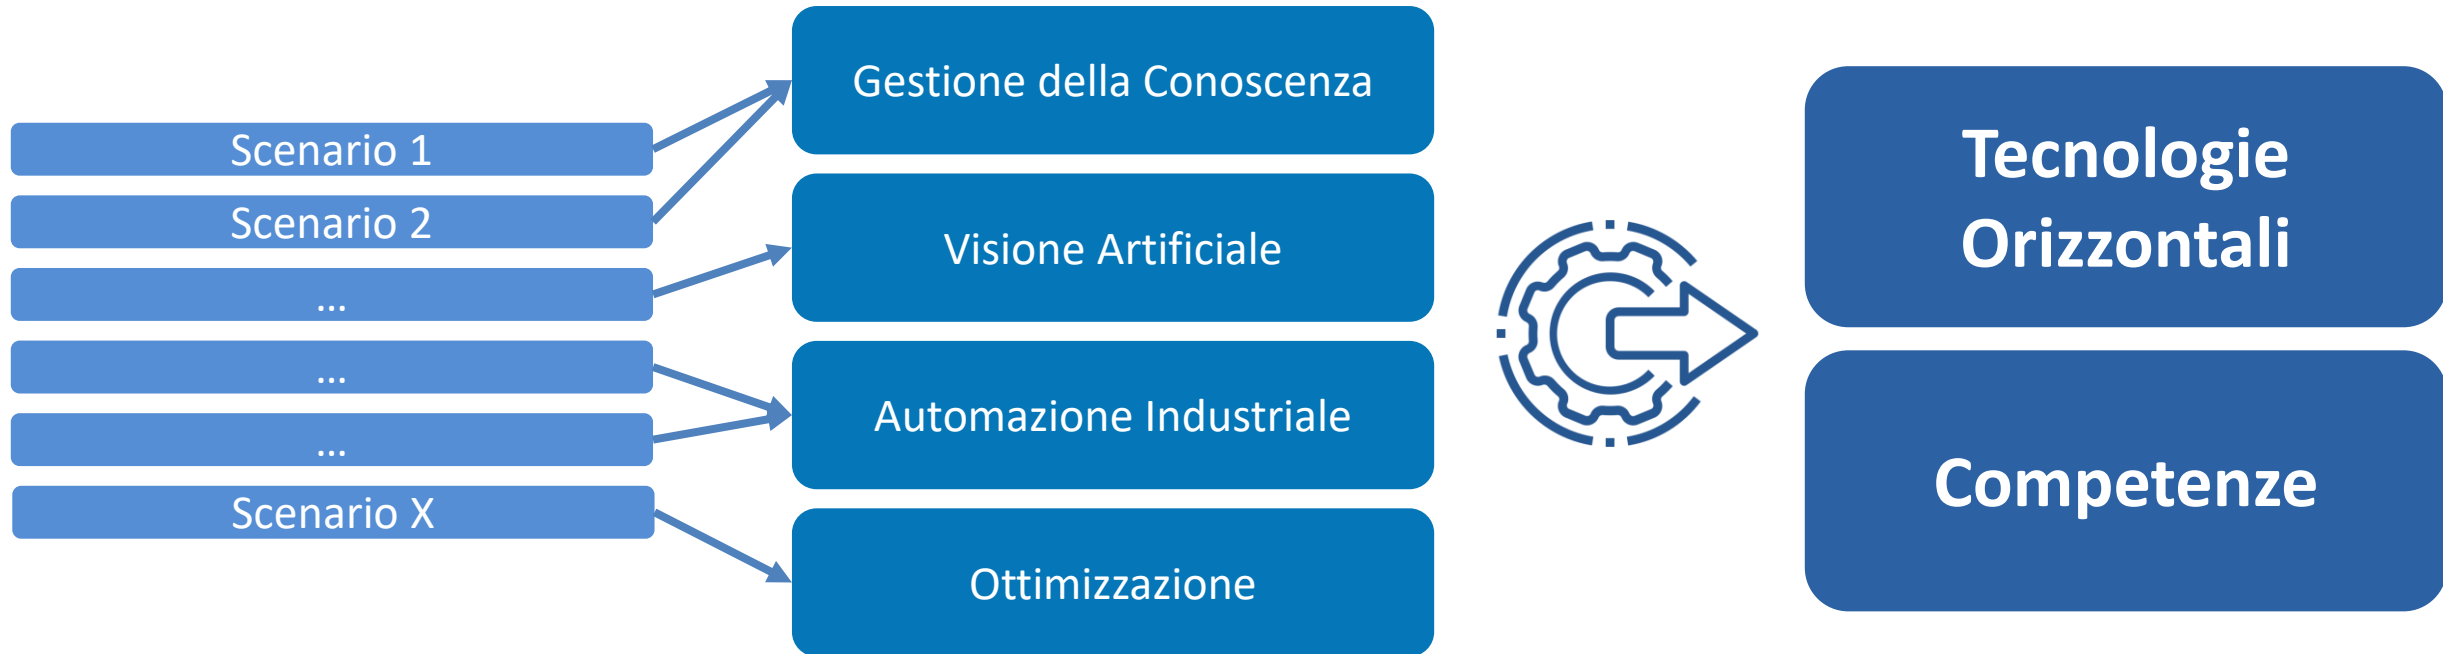 Scenario 1
Scenario 2
...
...
...
Scenario X
Gestione della Conoscenza
Visione Artificiale
Automazione Industriale
Ottimizzazione
Tecnologie
Orizzontali
Competenze